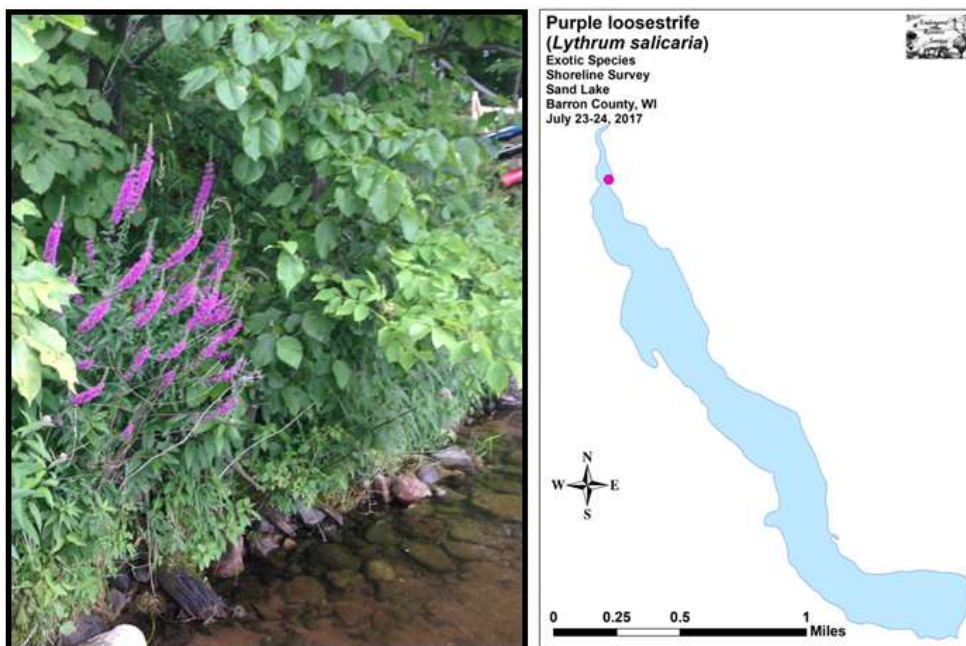 Purple loosestrife
(Lythrum salicaria)
Exotic Species
Shoreline Survey
Sand Lake
Barron County, WI
July 23-24, 2017
N
W E
S
0 0.25 0.5 1
Miles